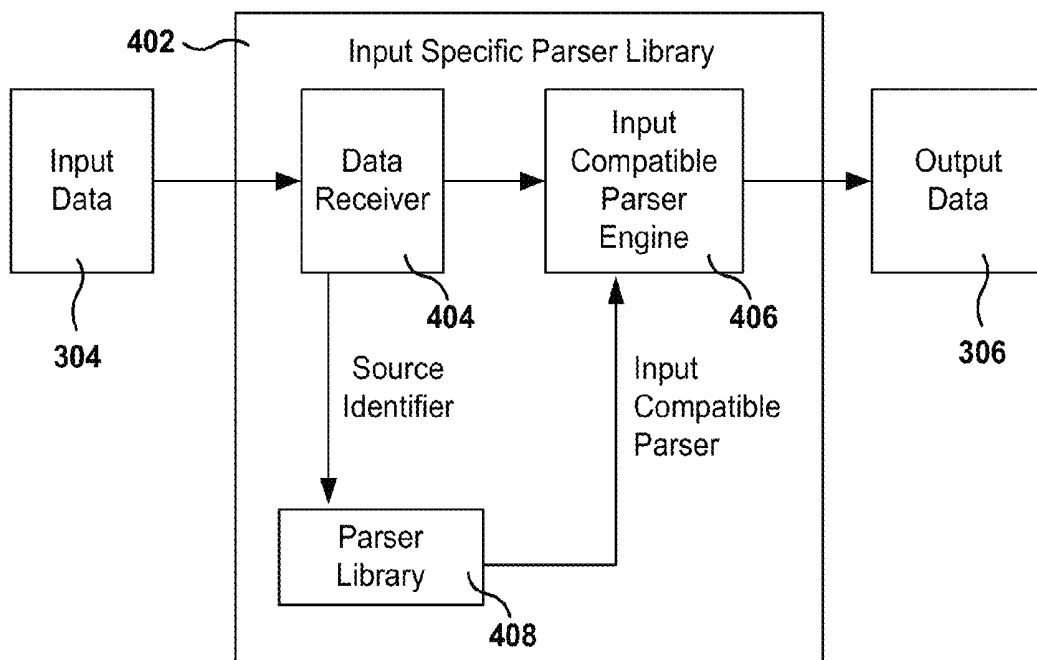 402
Input Specific Parser Library
Input
Data
304
Data
Receiver
404
Input
Compatible
Parser
Engine
406
Output
Data
306
Source
Identifier
Input
Compatible
Parser
Parser
Library
408